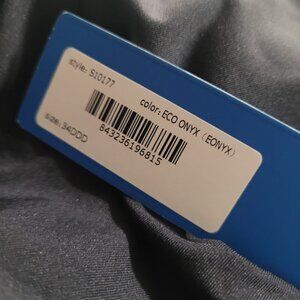 style: S10177
color: ECO ONYX (EONYX)
size: 34DDD
843236196815